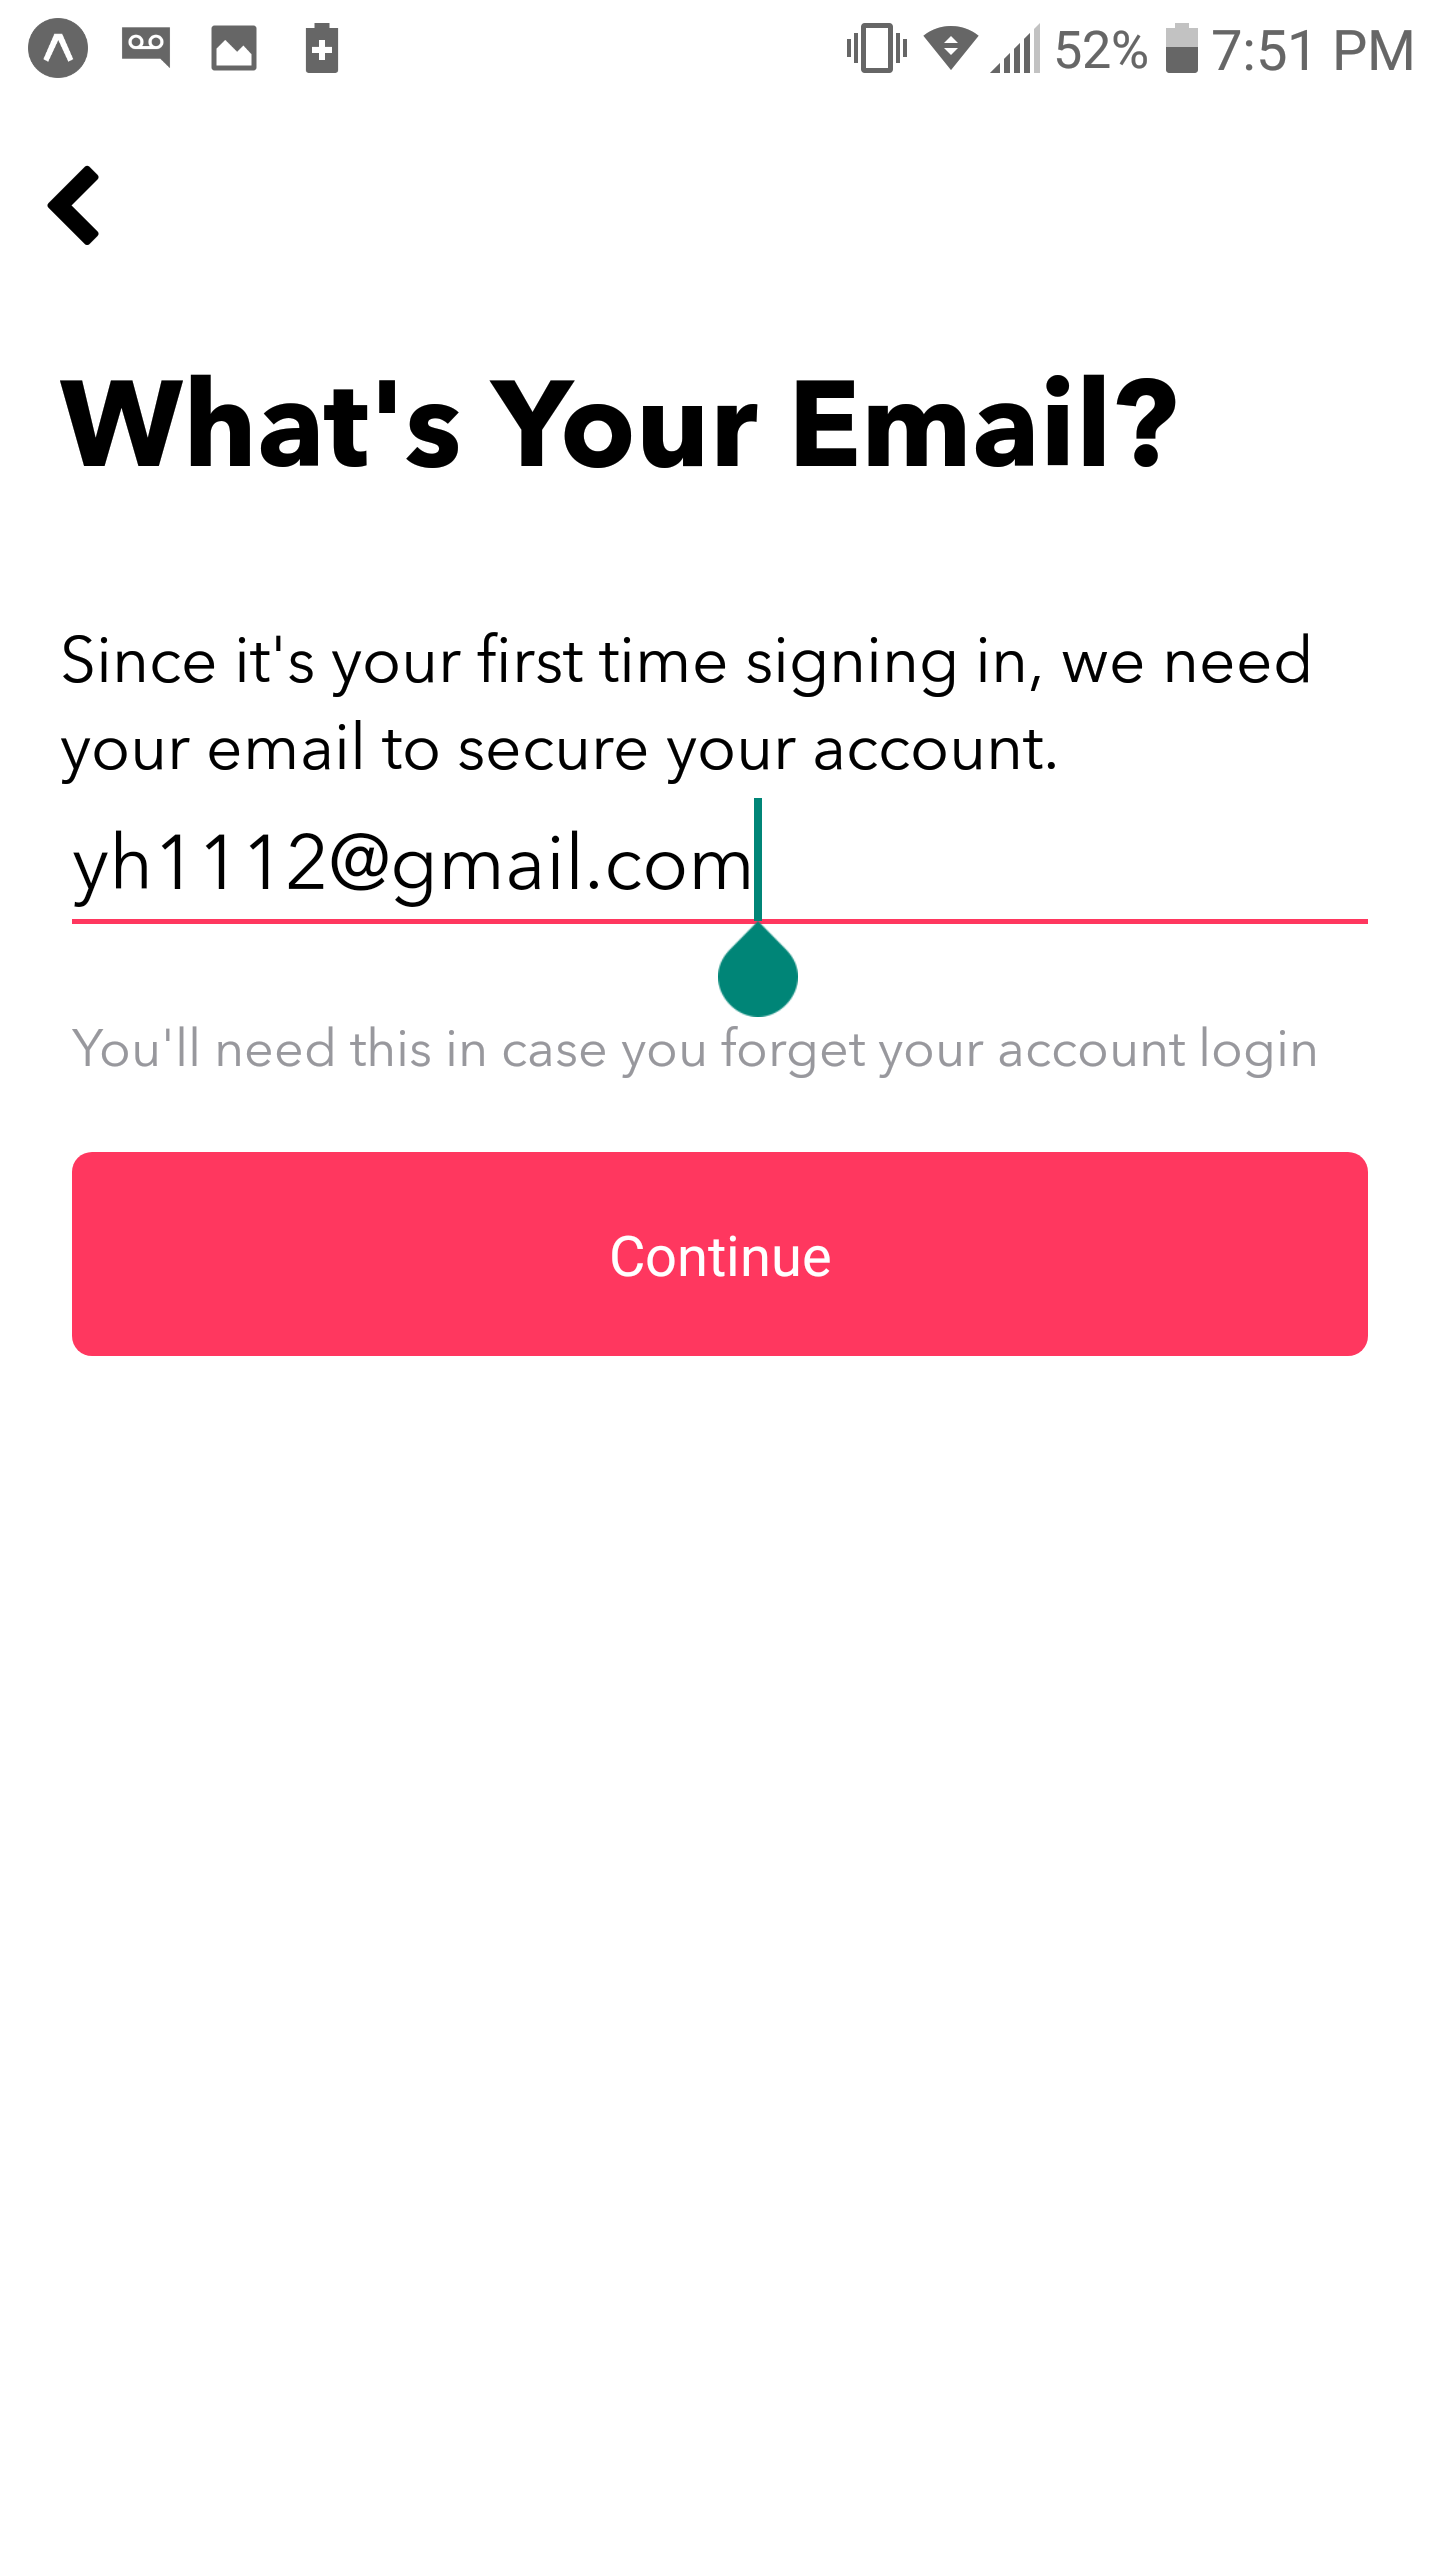 52% 7:51 PM
What's Your Email?
Since it's your first time signing in, we need
your email to secure your account.
yh1112@gmail.com
You'll need this in case you forget your account login
Continue